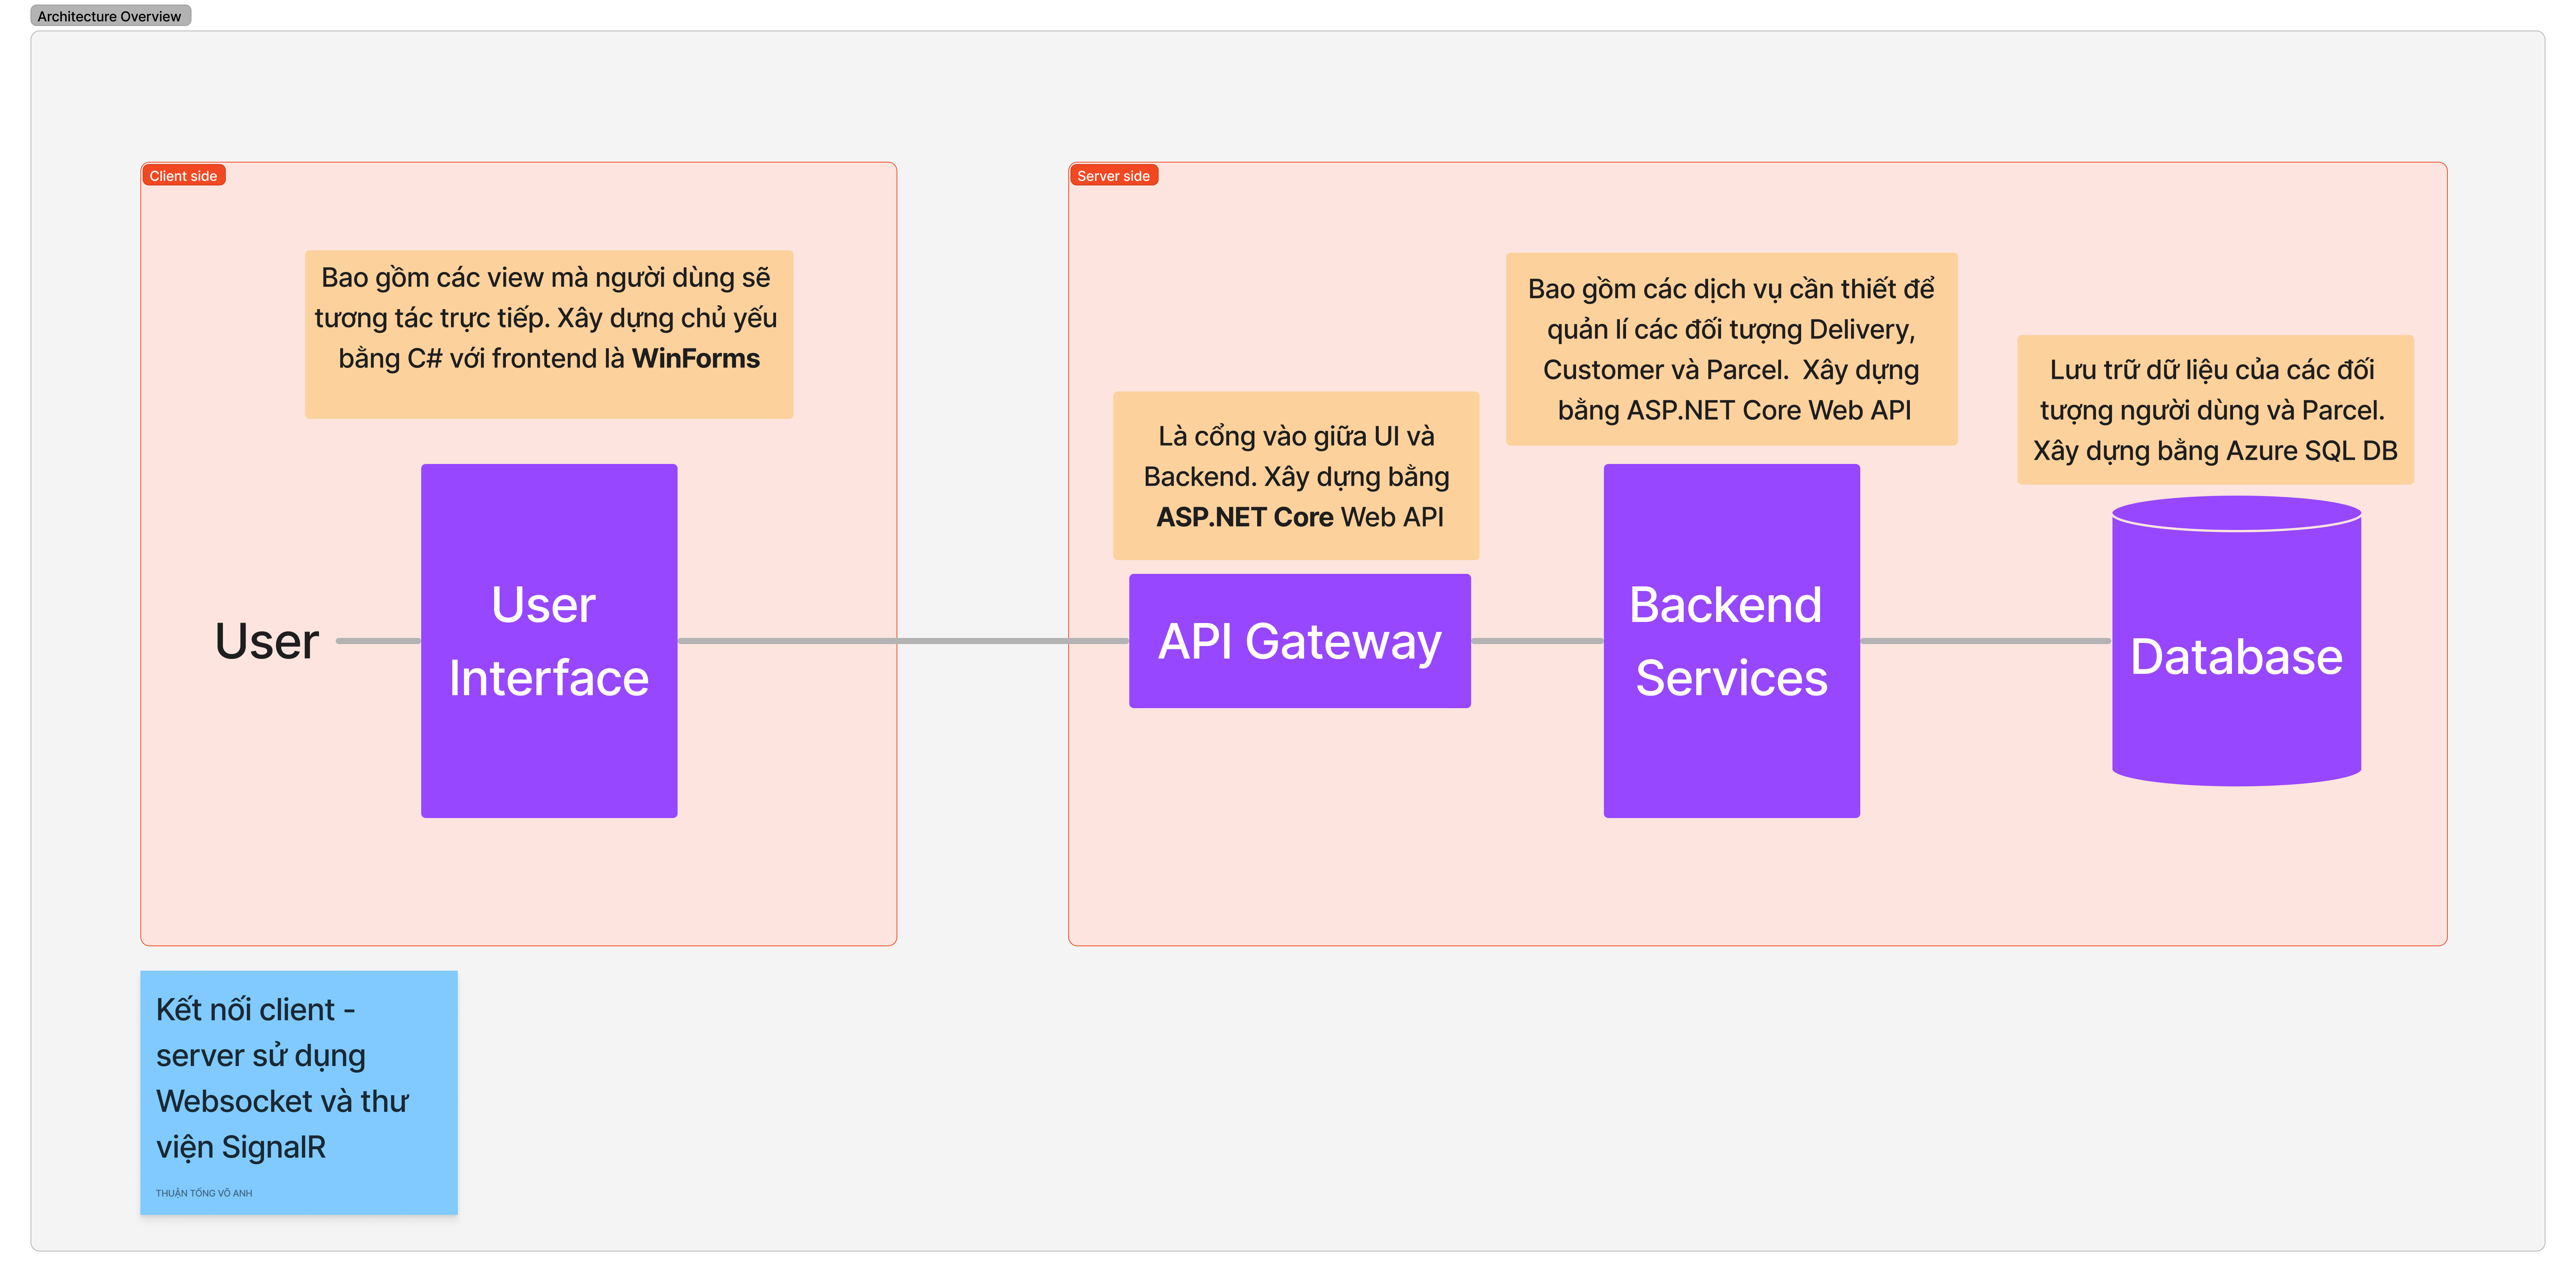 Architecture Overview
Client side
Bao gồm các view mà người dùng sẽ
tương tác trực tiếp. Xây dựng chủ yếu
bằng C# với frontend là WinForms
User
User
Interface
Server side
Là cổng vào giữa UI và
Backend. Xây dựng bằng
ASP.NET Core Web API
API Gateway
Bao gồm các dịch vụ cần thiết để
quản lí các đối tượng Delivery,
Customer và Parcel.  Xây dựng
bằng ASP.NET Core Web API
Backend
Services
Lưu trữ dữ liệu của các đối
tượng người dùng và Parcel.
Xây dựng bằng Azure SQL DB
Database
Kết nối client -
server sử dụng
Websocket và thư
viện SignalR
THUẬN TỐNG VÕ ANH